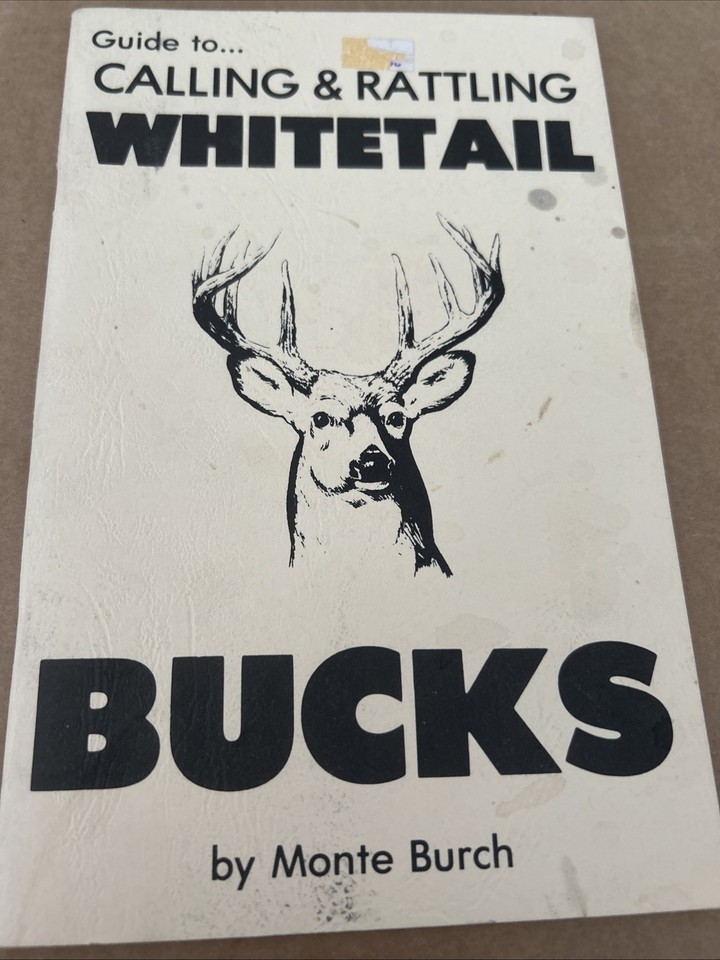 Guide to...
CALLING & RATTLING
WHITETAIL
BUCKS
by Monte Burch